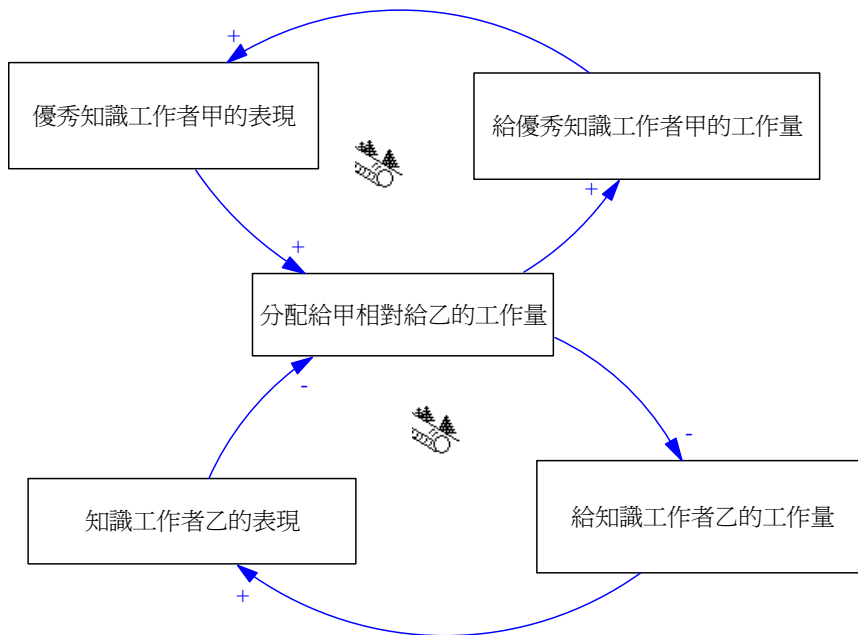 +
優秀知識工作者甲的表現
給優秀知識工作者甲的工作量
+
+
分配給甲相對給乙的工作量
-
-
知識工作者乙的表現
給知識工作者乙的工作量
+